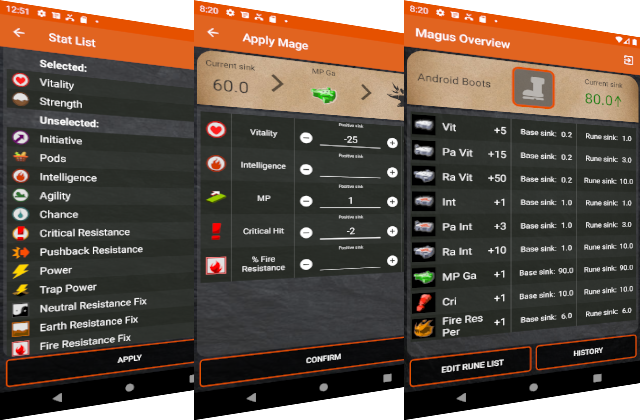 12:51
Stat List
Selected:
Vitality
Strength
Unselected:
Initiative
Pods
Intelligence
Agility
Chance
Critical Resistance
Pushback Resistance
Power
Trap Power
Neutral Resistance Fix
Earth Resistance Fix
Fire Resistance Fix
APPLY
8:20
Apply Mage
Current sink
60.0
MP Ga
Vitality
Positive sink
-25
Intelligence
Positive sink
MP
Positive sink
1
Critical Hit
Positive sink
-2
% Fire
Resistance
Positive sink
CONFIRM
8:20
Magus Overview
Android Boots
Current sink
80.0↑
Vit +5 Base sink: 0.2 Rune sink: 1.0
Pa Vit +15 Base sink: 0.2 Rune sink: 3.0
Ra Vit +50 Base sink: 0.2 Rune sink: 10.0
Int +1 Base sink: 1.0 Rune sink: 1.0
Pa Int +3 Base sink: 1.0 Rune sink: 3.0
Ra Int +10 Base sink: 1.0 Rune sink: 10.0
MP Ga +1 Base sink: 90.0 Rune sink: 90.0
Cri +1 Base sink: 10.0 Rune sink: 10.0
Fire Res
Per +1 Base sink: 6.0 Rune sink: 6.0
EDIT RUNE LIST
HISTORY